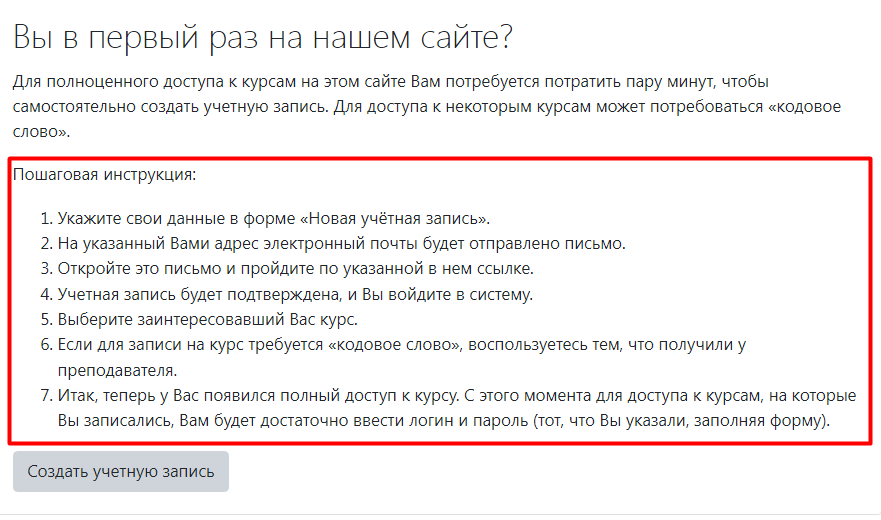 Вы в первый раз на нашем сайте?
Для полноценного доступа к курсам на этом сайте Вам потребуется потратить пару минут, чтобы
самостоятельно создать учетную запись. Для доступа к некоторым курсам может потребоваться «кодовое
слово».
Пошаговая инструкция:
1. Укажите свои данные в форме «Новая учётная запись».
2. На указанный Вами адрес электронный почты будет отправлено письмо.
3. Откройте это письмо и пройдите по указанной в нем ссылке.
4. Учетная запись будет подтверждена, и Вы войдите в систему.
5. Выберите заинтересовавший Вас курс.
6. Если для записи на курс требуется «кодовое слово», воспользуетесь тем, что получили у
преподавателя.
7. Итак, теперь у Вас появился полный доступ к курсу. С этого момента для доступа к курсам, на которые
Вы записались, Вам будет достаточно ввести логин и пароль (тот, что Вы указали, заполняя форму).
Создать учетную запись